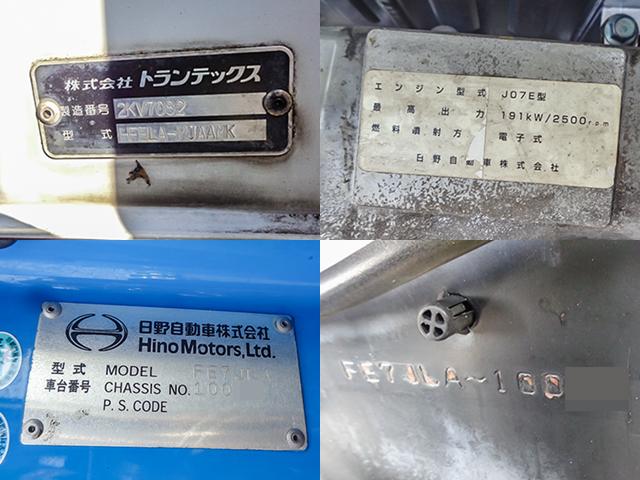 株式会社 トランテックス
製造番号 2KV7082
型式
エンジン型式 J07E型
最高出力 191kW/2500rpm
燃料噴射方 電子式
日野自動車株式会社
日野自動車株式会社
Hino Motors, Ltd.
型式 MODEL FE7JLA
車台番号 CHASSIS NO. 100
P. S. CODE
FE7JLA-100